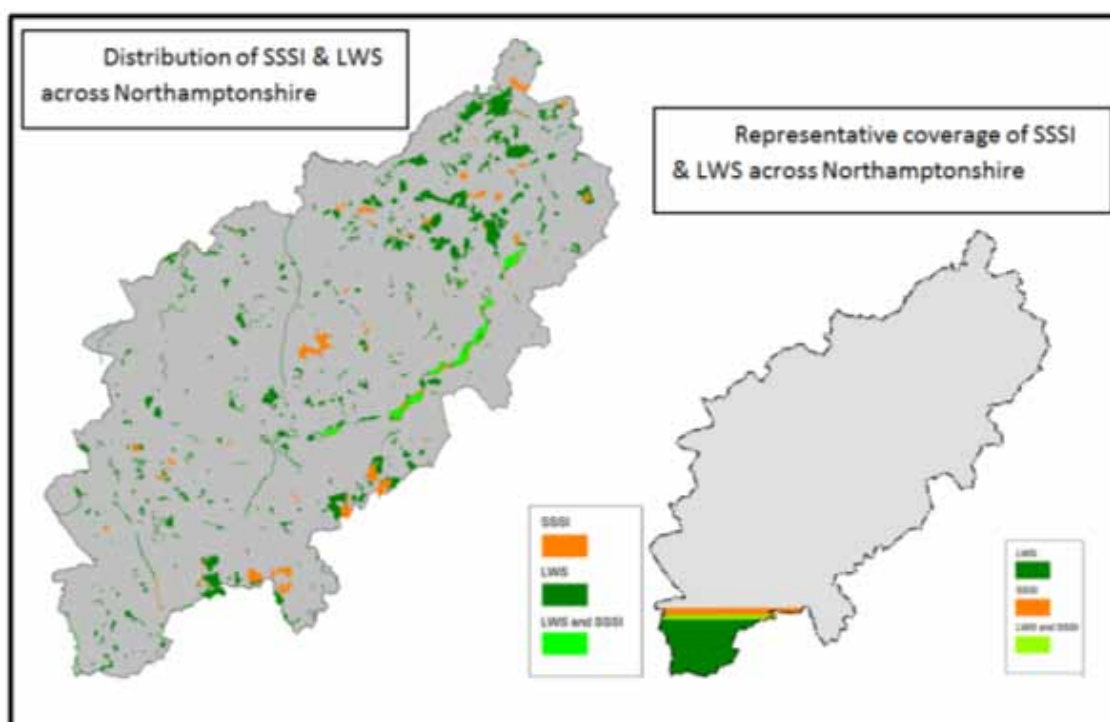 Distribution of SSSI & LWS
across Northamptonshire
Representative coverage of SSSI
& LWS across Northamptonshire
SSSI
LWS
LWS and SSSI
LWS
SSSI
LWS and SSSI